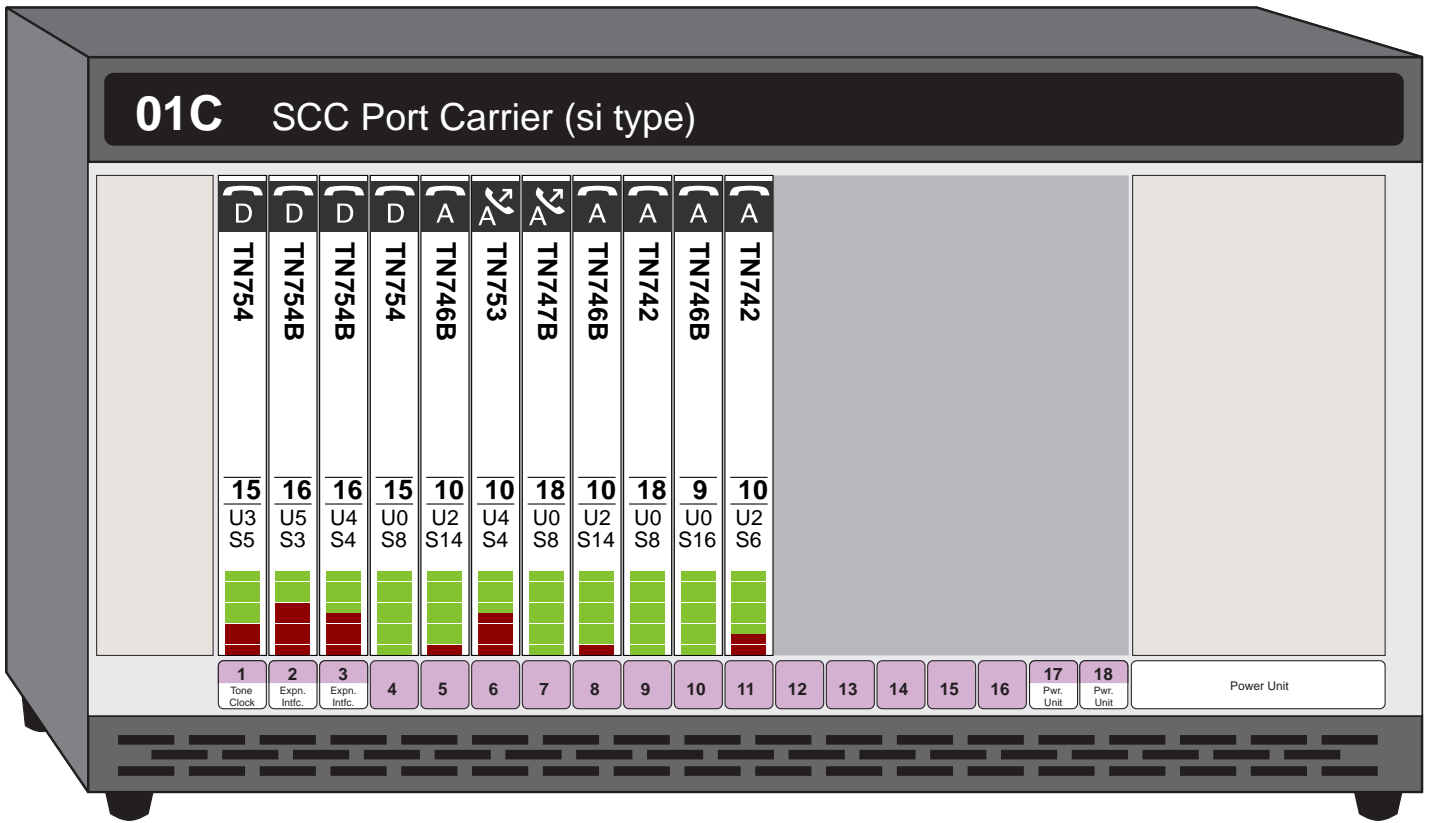 01C SCC Port Carrier (si type)
D D D D A A A A A A A
TN754 TN754B TN754B TN754 TN746B TN753 TN747B TN746B TN742 TN746B TN742
15 16 16 15 10 10 18 10 18 9 10
U3 U5 U4 U0 U2 U4 U0 U2 U0 U0 U2
S5 S3 S4 S8 S14 S4 S8 S14 S8 S16 S6
1 2 3 4 5 6 7 8 9 10 11 12 13 14 15 16 17 18
Tone Expn. Expn. Pwr. Pwr. Power Unit
Clock Intfc. Intfc. Unit Unit